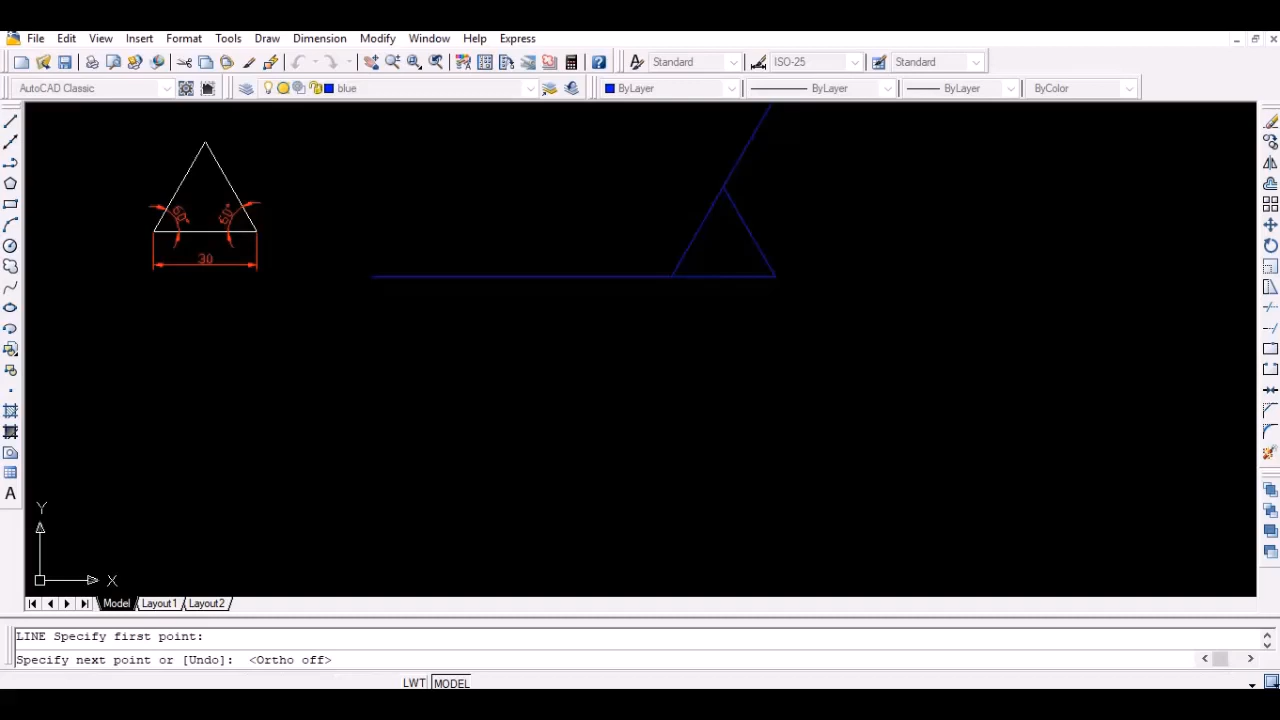 File Edit View Insert Format Tools Draw Dimension Modify Window Help Express
Standard ISO-25 Standard
AutoCAD Classic blue ByLayer ByLayer ByLayer ByColor
60° 60°
30
A
Y
X
Model Layout1 Layout2
LINE Specify first point:
Specify next point or [Undo]: <Ortho off>
LWT MODEL